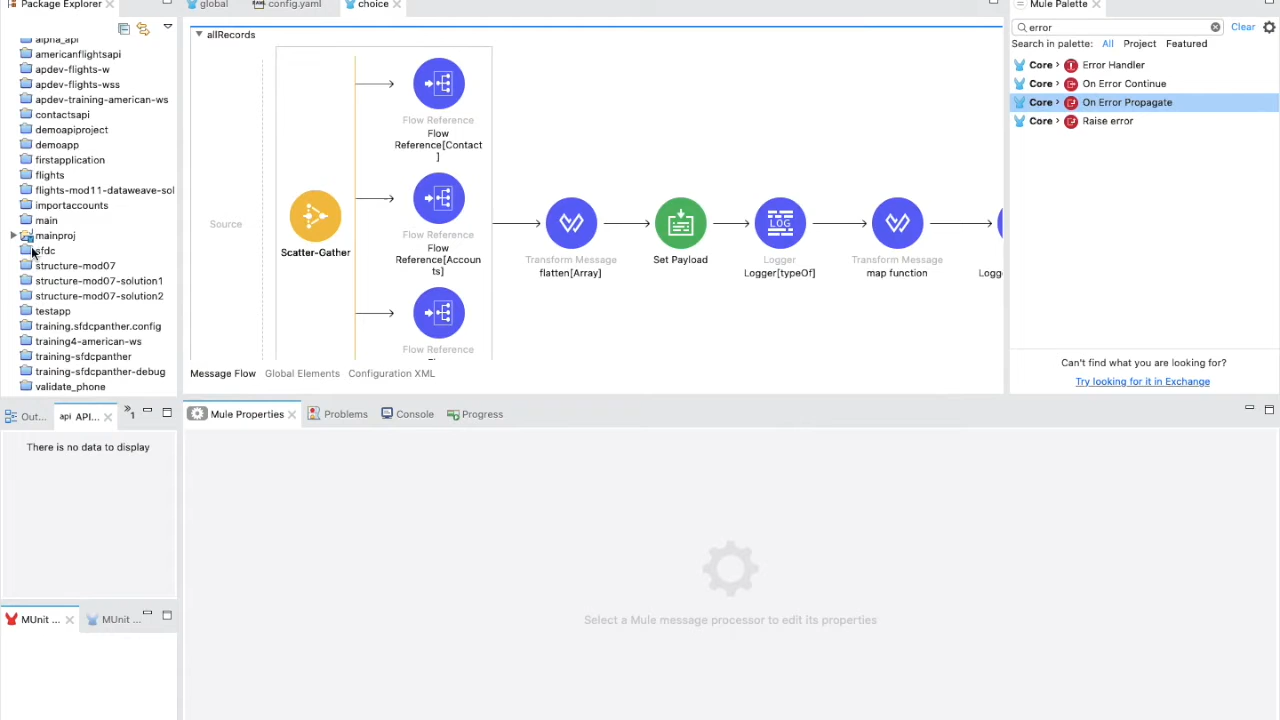 Package Explorer
alpha_api
americanflightsapi
apdev-flights-w
apdev-flights-wss
apdev-training-american-ws
contactsapi
demoapiproject
demoapp
firstapplication
flights
flights-mod11-dataweave-sol
importaccounts
main
mainproj
sfdc
structure-mod07
structure-mod07-solution1
structure-mod07-solution2
testapp
training.sfdcpanther.config
training4-american-ws
training-sfdcpanther
training-sfdcpanther-debug
validate_phone
Out... API... »1
There is no data to display
MUnit ... MUnit ...
global config.yaml choice
allRecords
Source
Scatter-Gather
Flow Reference
Flow
Reference[Contact
]
Flow Reference
Flow
Reference[Accoun
ts]
Flow Reference
Transform Message
flatten[Array]
Set Payload
LOG
Logger
Logger[typeOf]
Transform Message
map function
Logg
Message Flow Global Elements Configuration XML
Mule Properties Problems Console Progress
Select a Mule message processor to edit its properties
Mule Palette
error Clear
Search in palette: All Project Featured
Core > Error Handler
Core > On Error Continue
Core > On Error Propagate
Core > Raise error
Can't find what you are looking for?
Try looking for it in Exchange